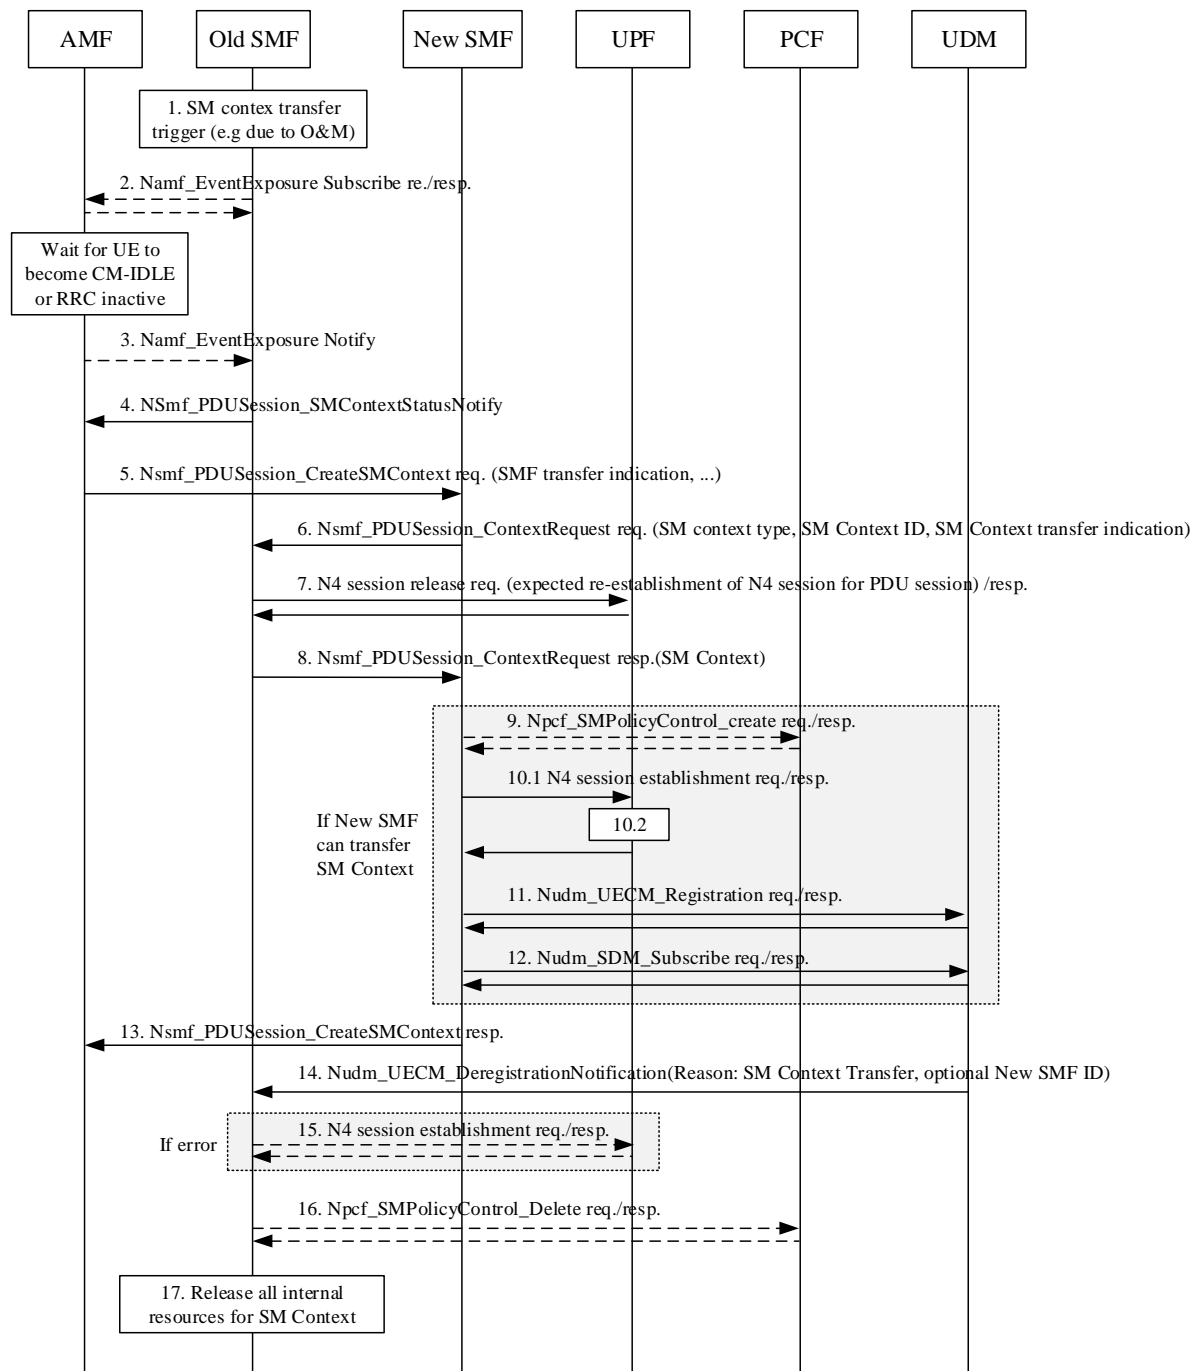 AMF
Old SMF
New SMF
UPF
PCF
UDM
1. SM contex transfer
trigger (e.g due to O&M)
2. Namf_EventExposure Subscribe re./resp.
Wait for UE to
become CM-IDLE
or RRC inactive
3. Namf_EventExposure Notify
4. NSmf_PDUSession_SMContextStatusNotify
5. Nsmf_PDUSession_CreateSMContext req. (SMF transfer indication, ...)
6. Nsmf_PDUSession_ContextRequest req. (SM context type, SM Context ID, SM Context transfer indication)
7. N4 session release req. (expected re-establishment of N4 session for PDU session) /resp.
8. Nsmf_PDUSession_ContextRequest resp.(SM Context)
9. Npcf_SMPolicyControl_create req./resp.
10.1 N4 session establishment req./resp.
If New SMF
can transfer
SM Context
10.2
11. Nudm_UECM_Registration req./resp.
12. Nudm_SDM_Subscribe req./resp.
13. Nsmf_PDUSession_CreateSMContext resp.
14. Nudm_UECM_DeregistrationNotification(Reason: SM Context Transfer, optional New SMF ID)
If error
15. N4 session establishment req./resp.
16. Npcf_SMPolicyControl_Delete req./resp.
17. Release all internal
resources for SM Context